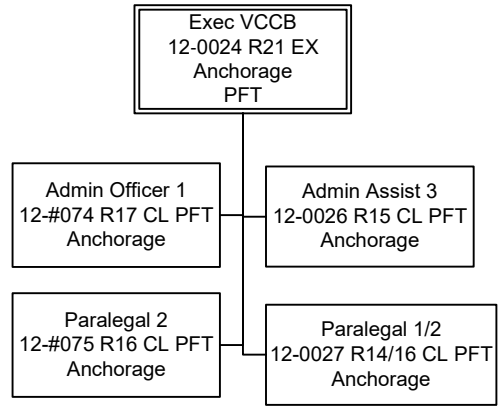 Exec VCCB
12-0024 R21 EX
Anchorage
PFT
Admin Officer 1
12-#074 R17 CL PFT
Anchorage
Admin Assist 3
12-0026 R15 CL PFT
Anchorage
Paralegal 2
12-#075 R16 CL PFT
Anchorage
Paralegal 1/2
12-0027 R14/16 CL PFT
Anchorage